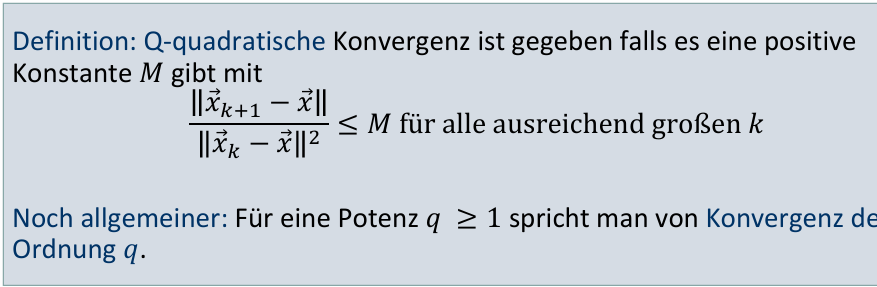 Definition: Q-quadratische Konvergenz ist gegeben falls es eine positive
Konstante M gibt mit
‖x⃗ₖ₊₁ − x⃗‖ / ‖x⃗ₖ − x⃗‖² ≤ M für alle ausreichend großen k
Noch allgemeiner: Für eine Potenz q ≥ 1 spricht man von Konvergenz de
Ordnung q.